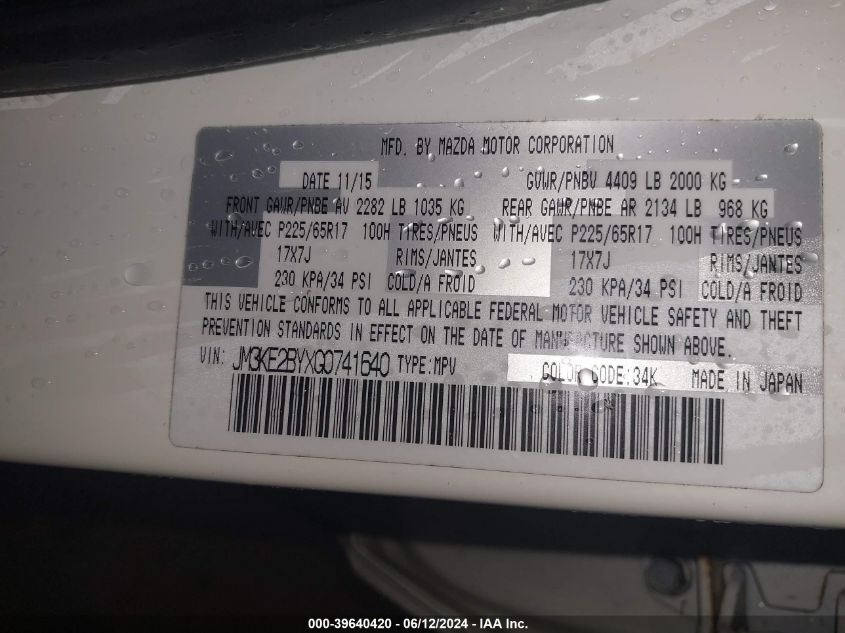 MFD. BY MAZDA MOTOR CORPORATION
DATE 11/15 GVWR/PNBV 4409 LB 2000 KG
FRONT GAWR/PNBE AV 2282 LB 1035 KG REAR GAWR/PNBE AR 2134 LB 968 KG
WITH/AVEC P225/65R17 100H TIRES/PNEUS WITH/AVEC P225/65R17 100H TIRES/PNEUS
17X7J RIMS/JANTES 17X7J RIMS/JANTES
230 KPA/34 PSI COLD/A FROID 230 KPA/34 PSI COLD/A FROID
THIS VEHICLE CONFORMS TO ALL APPLICABLE FEDERAL MOTOR VEHICLE SAFETY AND THEFT
PREVENTION STANDARDS IN EFFECT ON THE DATE OF MANUFACTURE SHOWN ABOVE.
VIN: JM3KE2BYXG0741640 TYPE:MPV COLOR CODE:34K MADE IN JAPAN
000-39640420 - 06/12/2024 - IAA Inc.